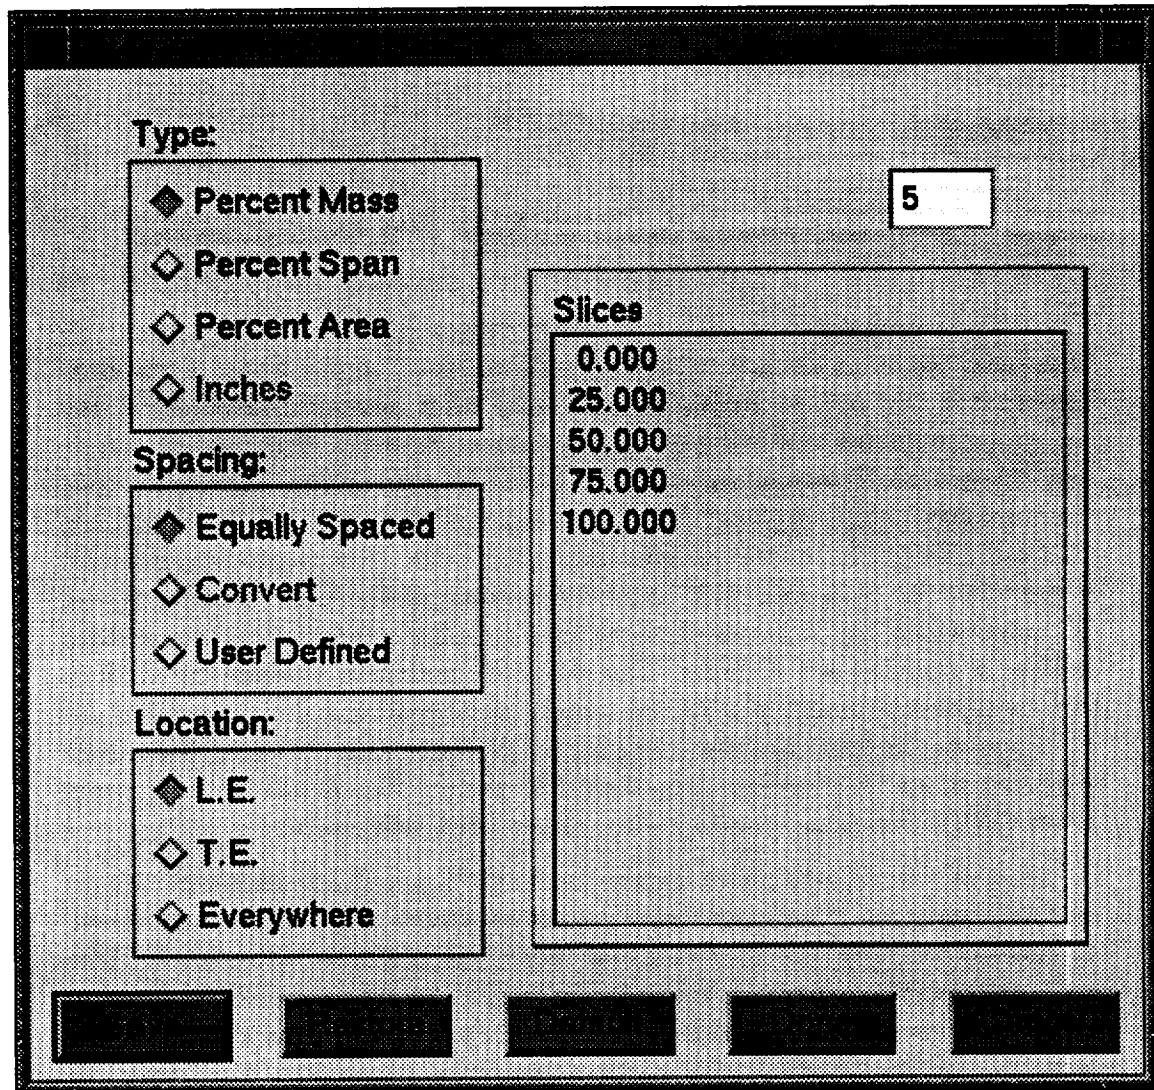 Type:
Percent Mass
Percent Span
Percent Area
Inches
Spacing:
Equally Spaced
Convert
User Defined
Location:
L.E.
T.E.
Everywhere
5
Slices
0.000
25.000
50.000
75.000
100.000